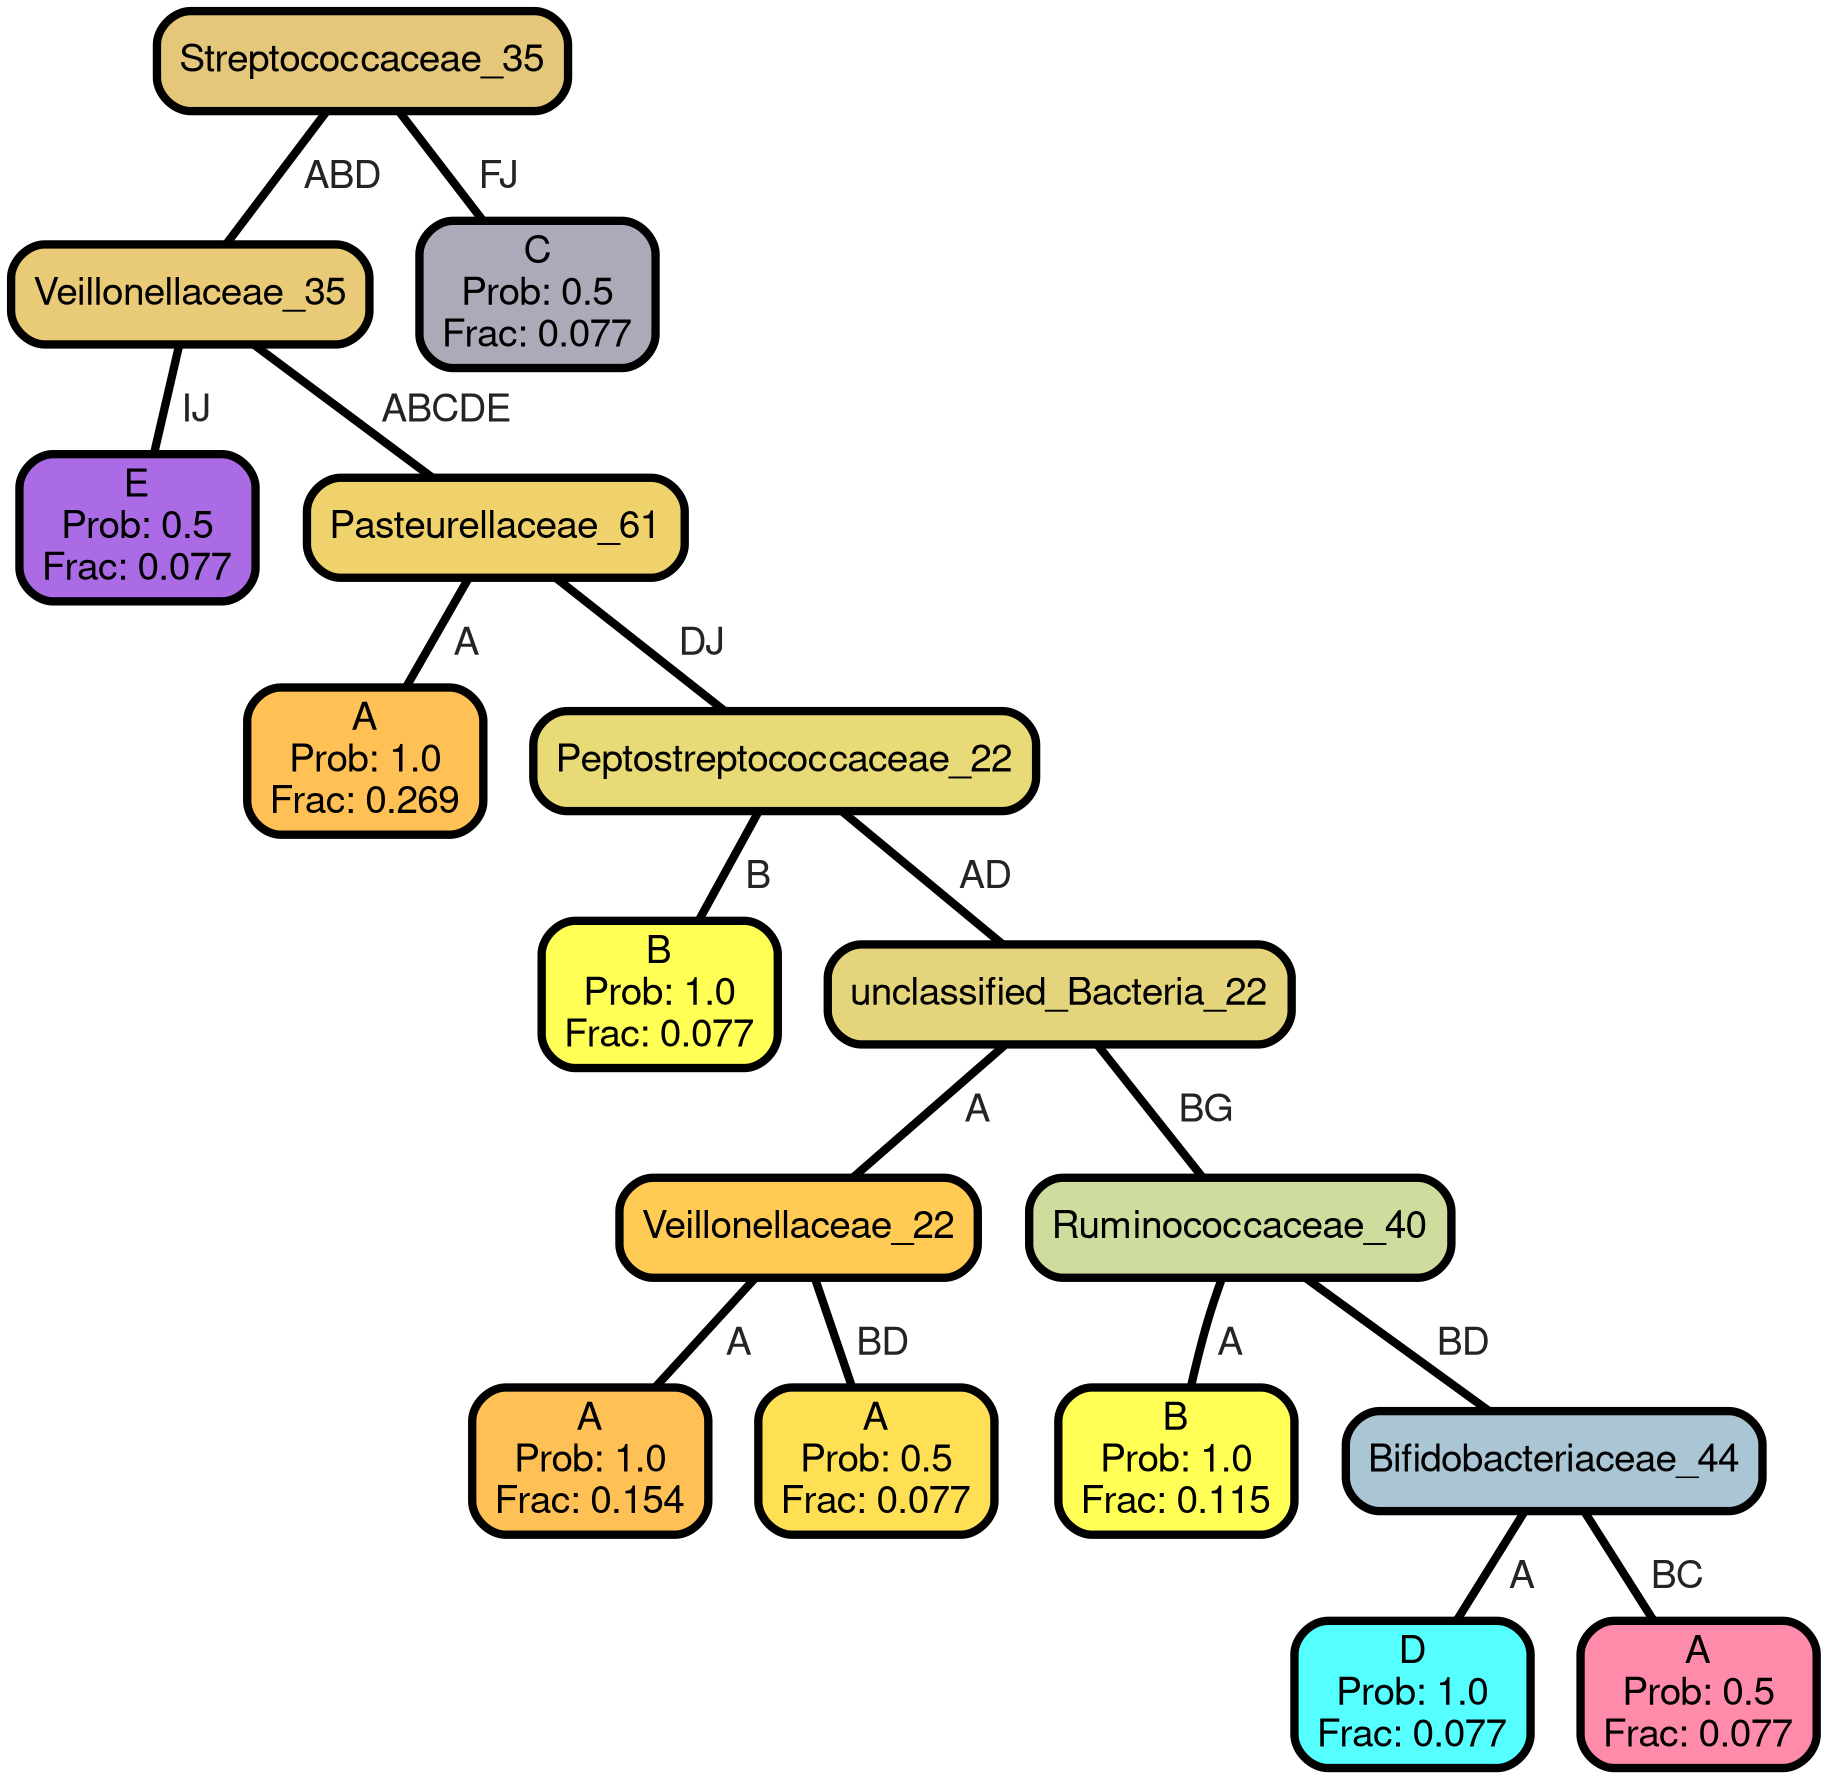 Streptococcaceae_35
ABD
FJ
Veillonellaceae_35
C
Prob: 0.5
Frac: 0.077
IJ
ABCDE
E
Prob: 0.5
Frac: 0.077
Pasteurellaceae_61
A
DJ
A
Prob: 1.0
Frac: 0.269
Peptostreptococcaceae_22
B
AD
B
Prob: 1.0
Frac: 0.077
unclassified_Bacteria_22
A
BG
Veillonellaceae_22
Ruminococcaceae_40
A
BD
A
BD
A
Prob: 1.0
Frac: 0.154
A
Prob: 0.5
Frac: 0.077
B
Prob: 1.0
Frac: 0.115
Bifidobacteriaceae_44
A
BC
D
Prob: 1.0
Frac: 0.077
A
Prob: 0.5
Frac: 0.077